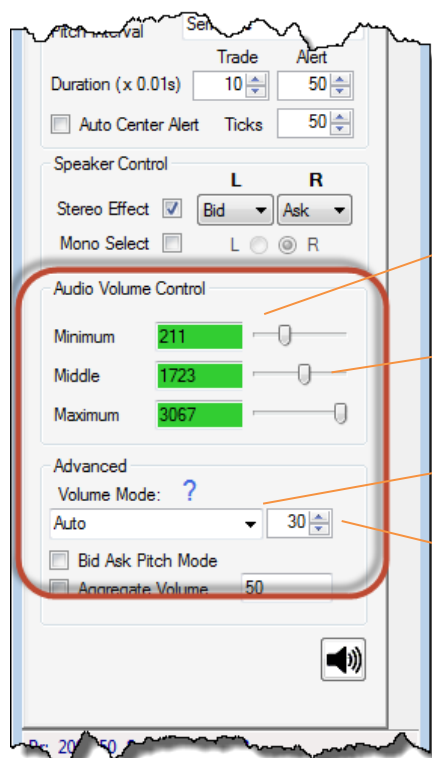 Pitch Interval
Trade Alert
Duration (x 0.01s) 10 50
Auto Center Alert Ticks 50
Speaker Control
L R
Stereo Effect Bid Ask
Mono Select L R
Audio Volume Control
Minimum 211
Middle 1723
Maximum 3067
Advanced
Volume Mode: ?
Auto 30
Bid Ask Pitch Mode
Aggregate Volume 50